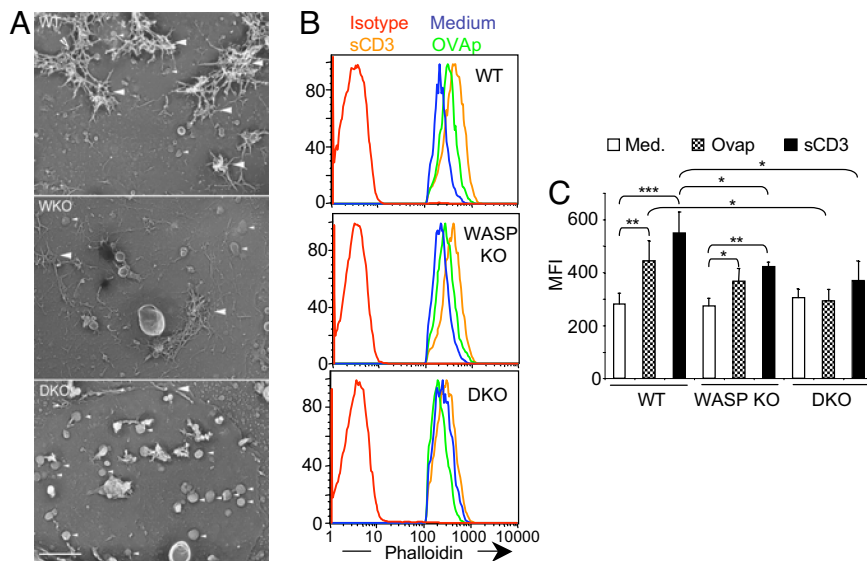 A
WT
WKO
DKO
B
Isotype Medium
sCD3 OVAp
WT
80
40
0
WASP
KO
80
40
0
DKO
80
40
0
1 10 100 1000 10000
Phalloidin
Med. Ovap sCD3
C
*
*
***
*
**
**
*
MFI
600
400
200
0
WT WASP KO DKO